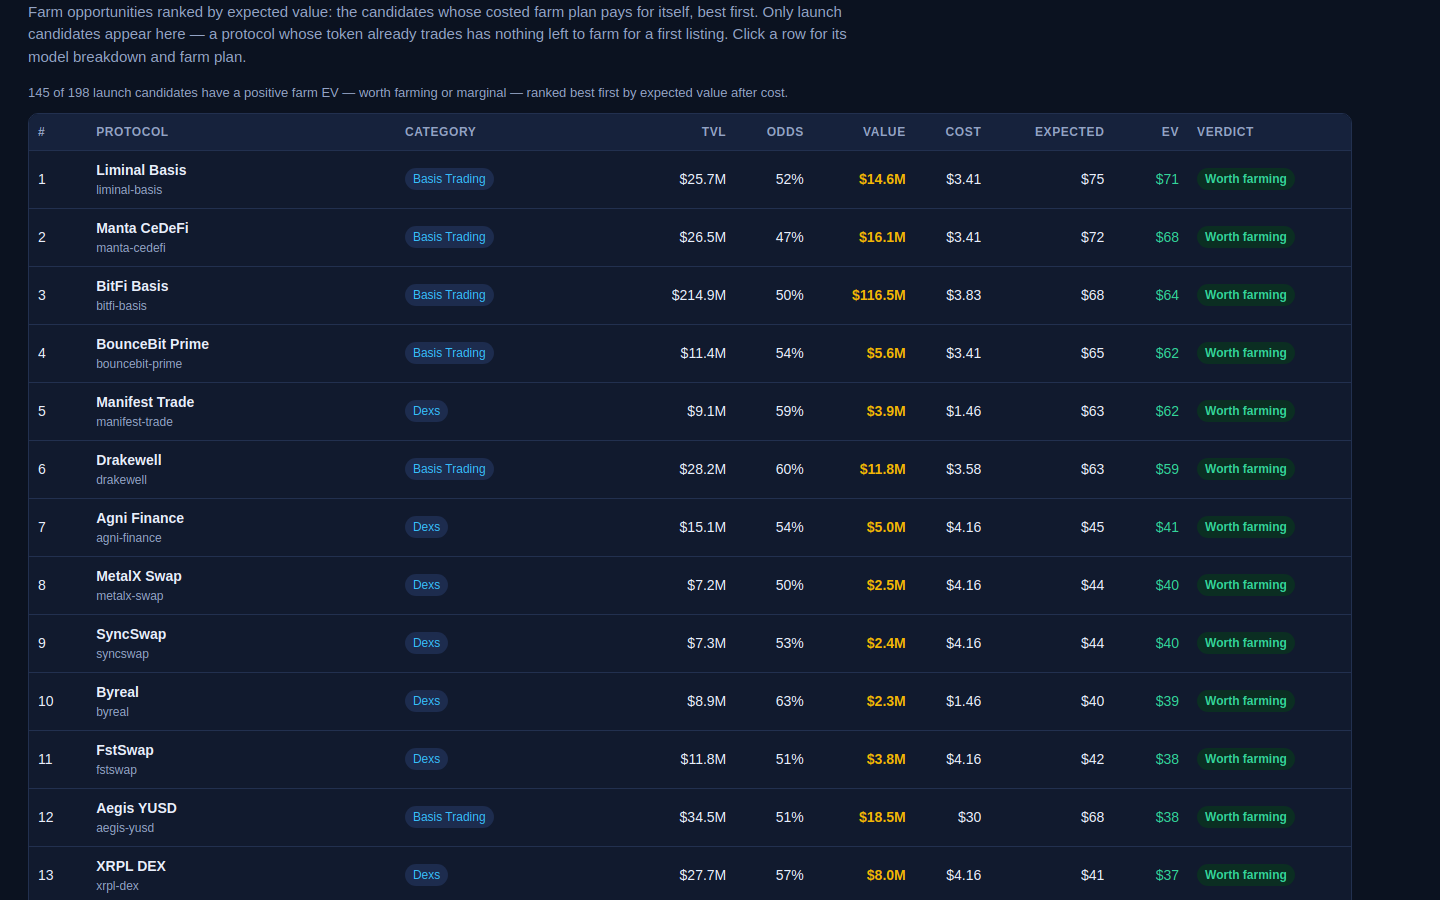 Farm opportunities ranked by expected value: the candidates whose costed farm plan pays for itself, best first. Only launch
candidates appear here — a protocol whose token already trades has nothing left to farm for a first listing. Click a row for its
model breakdown and farm plan.
145 of 198 launch candidates have a positive farm EV — worth farming or marginal — ranked best first by expected value after cost.
# PROTOCOL CATEGORY TVL ODDS VALUE COST EXPECTED EV VERDICT
1 Liminal Basis Basis Trading $25.7M 52% $14.6M $3.41 $75 $71 Worth farming
liminal-basis
2 Manta CeDeFi Basis Trading $26.5M 47% $16.1M $3.41 $72 $68 Worth farming
manta-cedefi
3 BitFi Basis Basis Trading $214.9M 50% $116.5M $3.83 $68 $64 Worth farming
bitfi-basis
4 BounceBit Prime Basis Trading $11.4M 54% $5.6M $3.41 $65 $62 Worth farming
bouncebit-prime
5 Manifest Trade Dexs $9.1M 59% $3.9M $1.46 $63 $62 Worth farming
manifest-trade
6 Drakewell Basis Trading $28.2M 60% $11.8M $3.58 $63 $59 Worth farming
drakewell
7 Agni Finance Dexs $15.1M 54% $5.0M $4.16 $45 $41 Worth farming
agni-finance
8 MetalX Swap Dexs $7.2M 50% $2.5M $4.16 $44 $40 Worth farming
metalx-swap
9 SyncSwap Dexs $7.3M 53% $2.4M $4.16 $44 $40 Worth farming
syncswap
10 Byreal Dexs $8.9M 63% $2.3M $1.46 $40 $39 Worth farming
byreal
11 FstSwap Dexs $11.8M 51% $3.8M $4.16 $42 $38 Worth farming
fstswap
12 Aegis YUSD Basis Trading $34.5M 51% $18.5M $30 $68 $38 Worth farming
aegis-yusd
13 XRPL DEX Dexs $27.7M 57% $8.0M $4.16 $41 $37 Worth farming
xrpl-dex